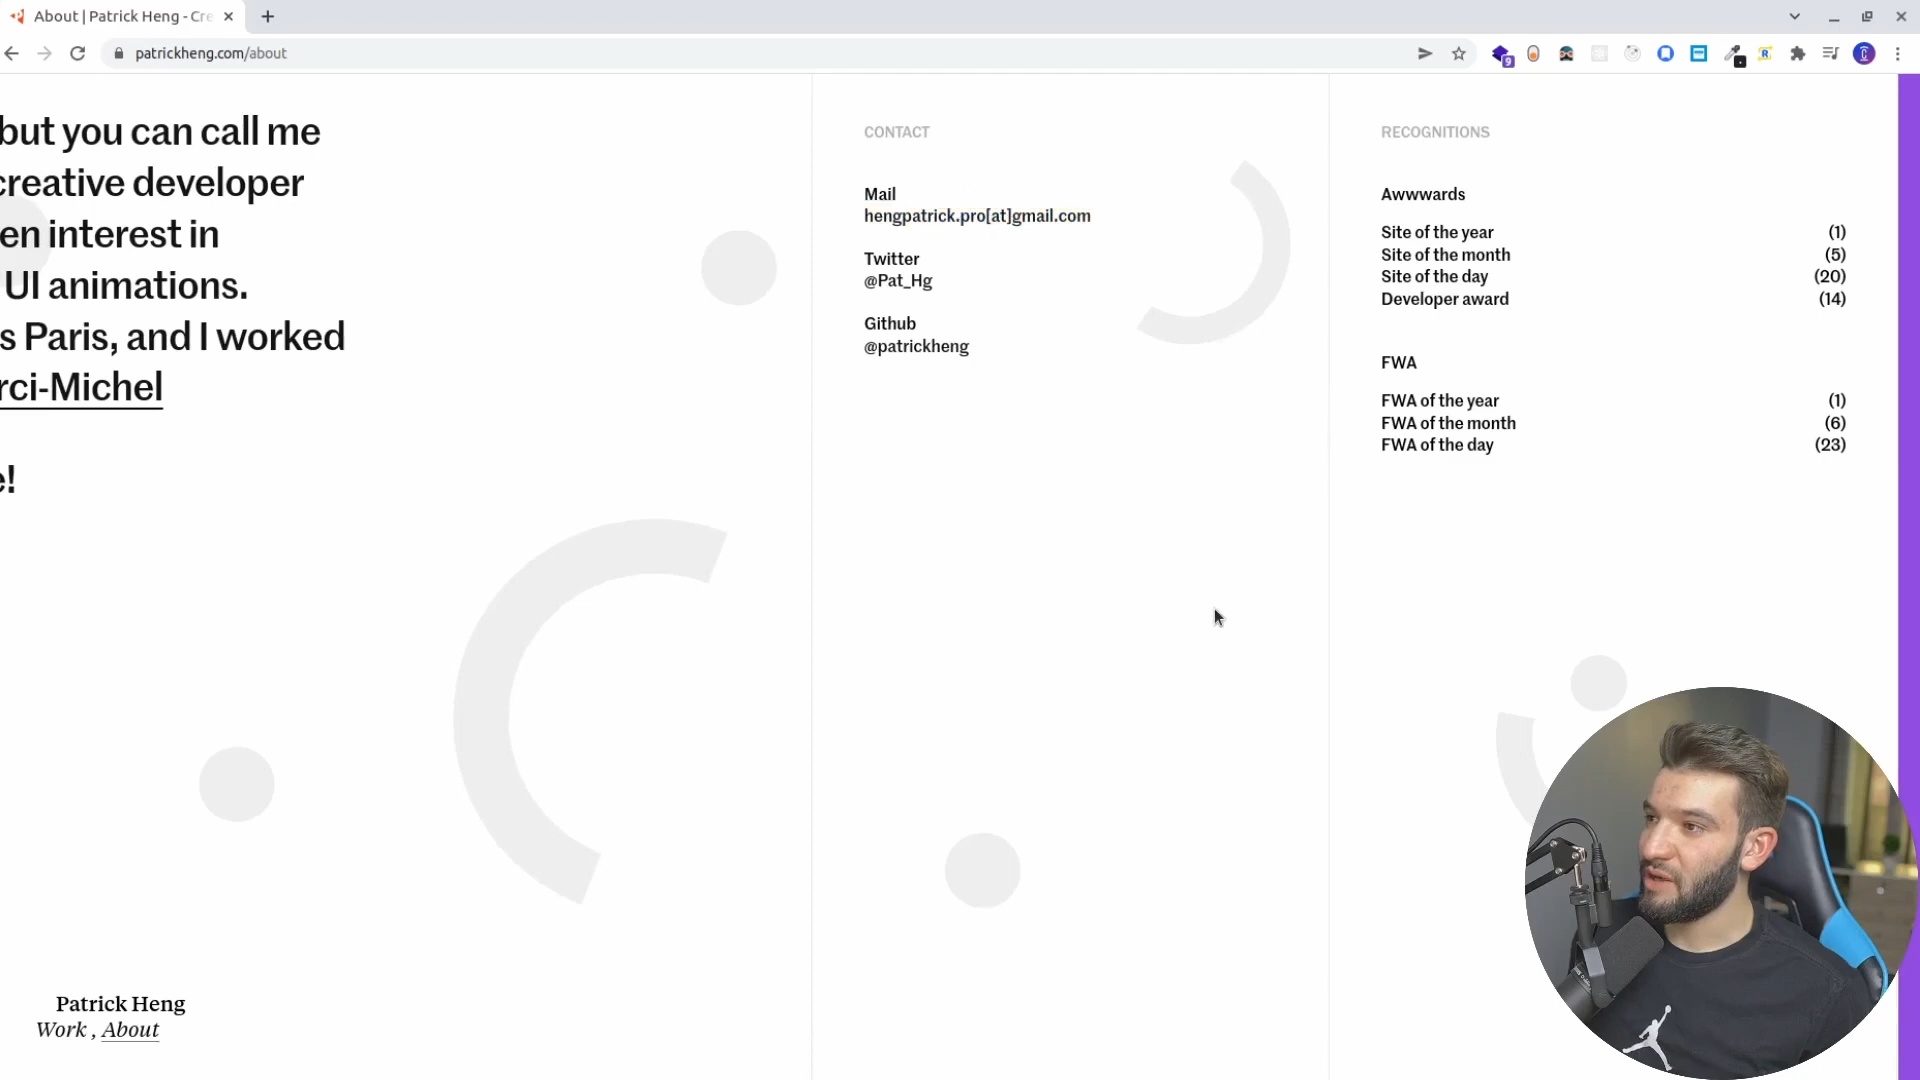 About | Patrick Heng - Cre
patrickheng.com/about
9
but you can call me
creative developer
en interest in
UI animations.
s Paris, and I worked
rci-Michel
e!
CONTACT
Mail
hengpatrick.pro[at]gmail.com
Twitter
@Pat_Hg
Github
@patrickheng
RECOGNITIONS
Awwwards
Site of the year (1)
Site of the month (5)
Site of the day (20)
Developer award (14)
FWA
FWA of the year (1)
FWA of the month (6)
FWA of the day (23)
Patrick Heng
Work , About